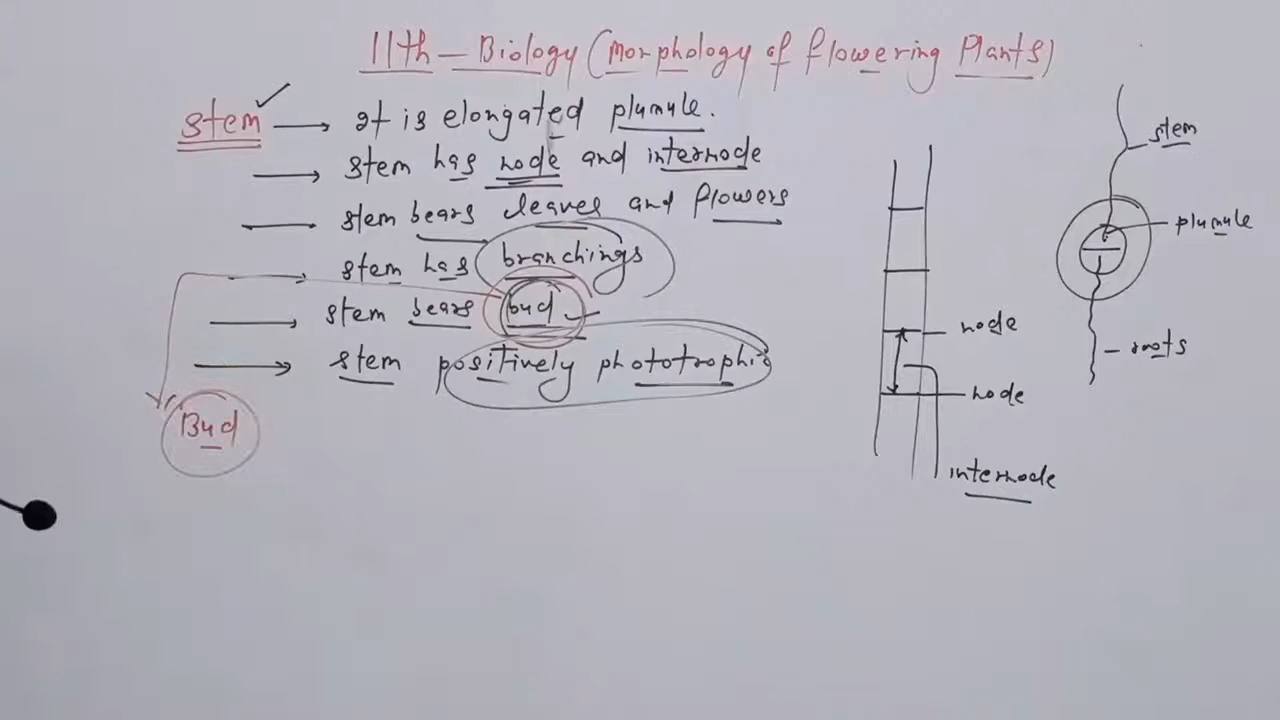 11th - Biology (Morphology of flowering Plants)
stem → It is elongated plumule.
→ stem has node and internode
→ stem bears leaves and flowers
→ stem has branchings
→ stem bears bud
→ stem positively phototrophic
Bud
node
node
internode
stem
plumule
roots